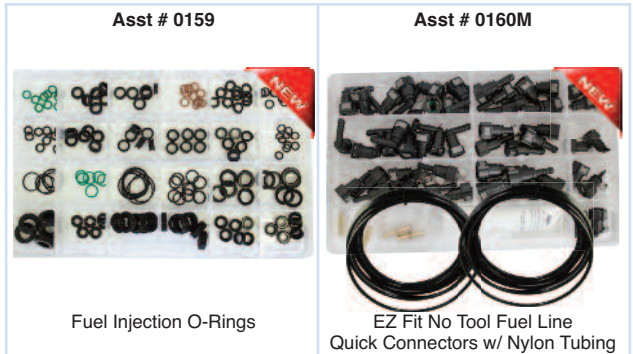 Asst # 0159
Asst # 0160M
NEW
NEW
Fuel Injection O-Rings
EZ Fit No Tool Fuel Line
Quick Connectors w/ Nylon Tubing